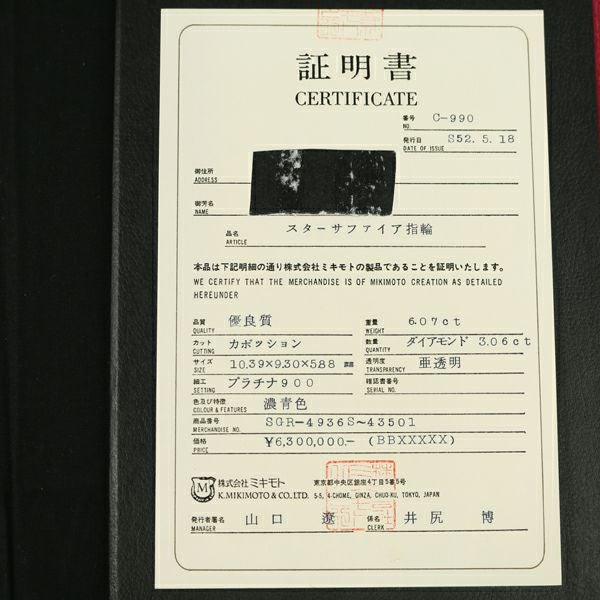 証明書
CERTIFICATE
番号 NO. C-990
発行日 DATE OF ISSUE S52.5.18
御住所 ADDRESS
御芳名 NAME
品名 ARTICLE スターサファイア指輪
本品は下記明細の通り株式会社ミキモトの製品であることを証明いたします。
WE CERTIFY THAT THE MERCHANDISE IS OF MIKIMOTO CREATION AS DETAILED
HEREUNDER
品質 QUALITY 優良質 重量 WEIGHT 6.07ct
カット CUTTING カボッション 数量 QUANTITY ダイアモンド 3.06ct
サイズ SIZE 10.39×9.30×5.88 透明度 TRANSPARENCY 亜透明
細工 SETTING プラチナ900 確認書番号 SERIAL NO.
色及び特徴 COLOUR & FEATURES 濃青色
商品番号 MERCHANDISE NO. SGR-4936S~43501
価格 PRICE ¥6,300,000.- (BBXXXXX)
M 株式会社 ミキモト 東京都中央区銀座4丁目5番5号
K.MIKIMOTO & CO., LTD. 5-5, 4-CHOME, GINZA, CHUO-KU, TOKYO, JAPAN
発行者署名 MANAGER 山口 遼 係名 CLERK 井尻 博